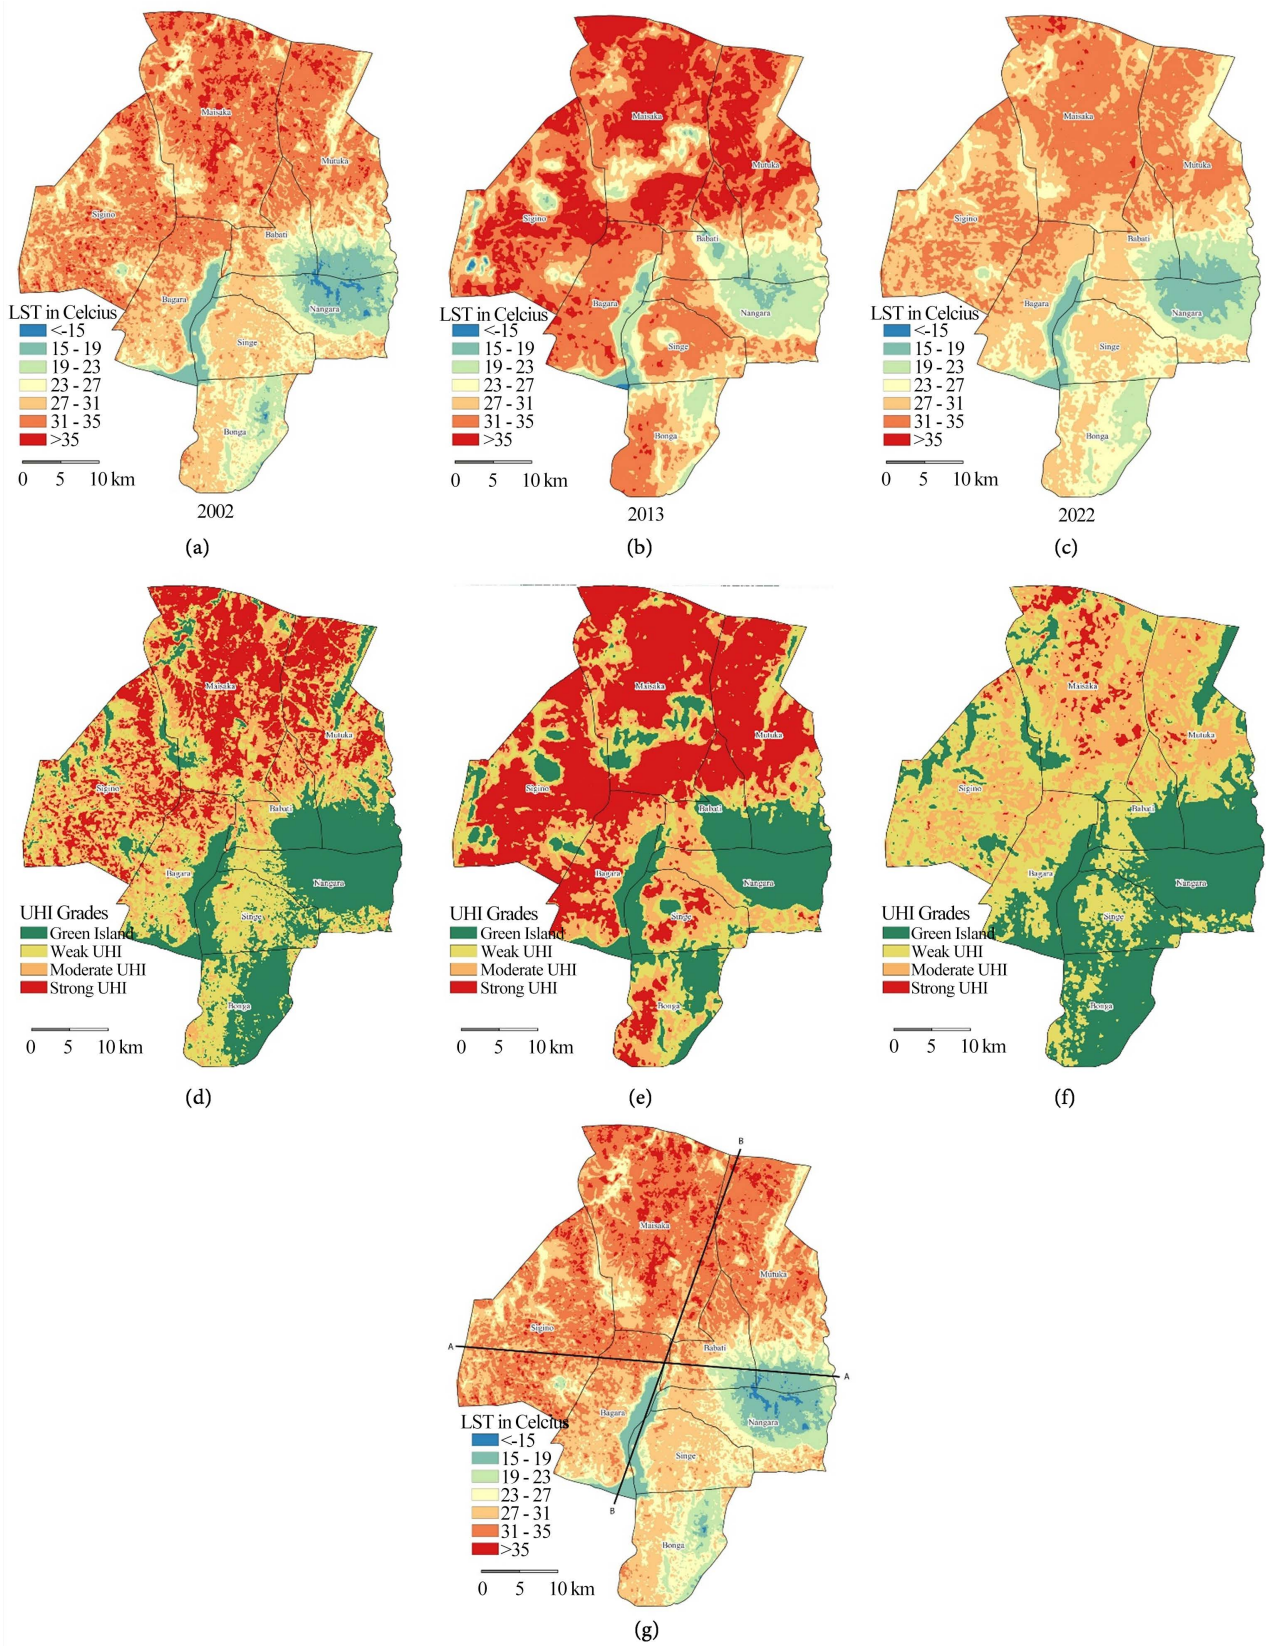 Maisaka
Mutuka
Sigino
Babati
Bagara
Nangara
Singe
Bonga
LST in Celcius
<-15
15 - 19
19 - 23
23 - 27
27 - 31
31 - 35
>35
0 5 10 km
2002
(a)
Maisaka
Mutuka
Sigino
Babati
Bagara
Nangara
Singe
Bonga
LST in Celcius
<-15
15 - 19
19 - 23
23 - 27
27 - 31
31 - 35
>35
0 5 10 km
2013
(b)
Maisaka
Mutuka
Sigino
Babati
Bagara
Nangara
Singe
Bonga
LST in Celcius
<-15
15 - 19
19 - 23
23 - 27
27 - 31
31 - 35
>35
0 5 10 km
2022
(c)
Maisaka
Mutuka
Sigino
Babati
Bagara
Nangara
Singe
Bonga
UHI Grades
Green Island
Weak UHI
Moderate UHI
Strong UHI
0 5 10 km
(d)
Maisaka
Mutuka
Sigino
Babati
Bagara
Nangara
Singe
Bonga
UHI Grades
Green Island
Weak UHI
Moderate UHI
Strong UHI
0 5 10 km
(e)
Maisaka
Mutuka
Sigino
Babati
Bagara
Nangara
Singe
Bonga
UHI Grades
Green Island
Weak UHI
Moderate UHI
Strong UHI
0 5 10 km
(f)
B
Maisaka
Mutuka
Sigino
A
Babati
A
Bagara
Nangara
Singe
B
Bonga
LST in Celcius
<-15
15 - 19
19 - 23
23 - 27
27 - 31
31 - 35
>35
0 5 10 km
(g)